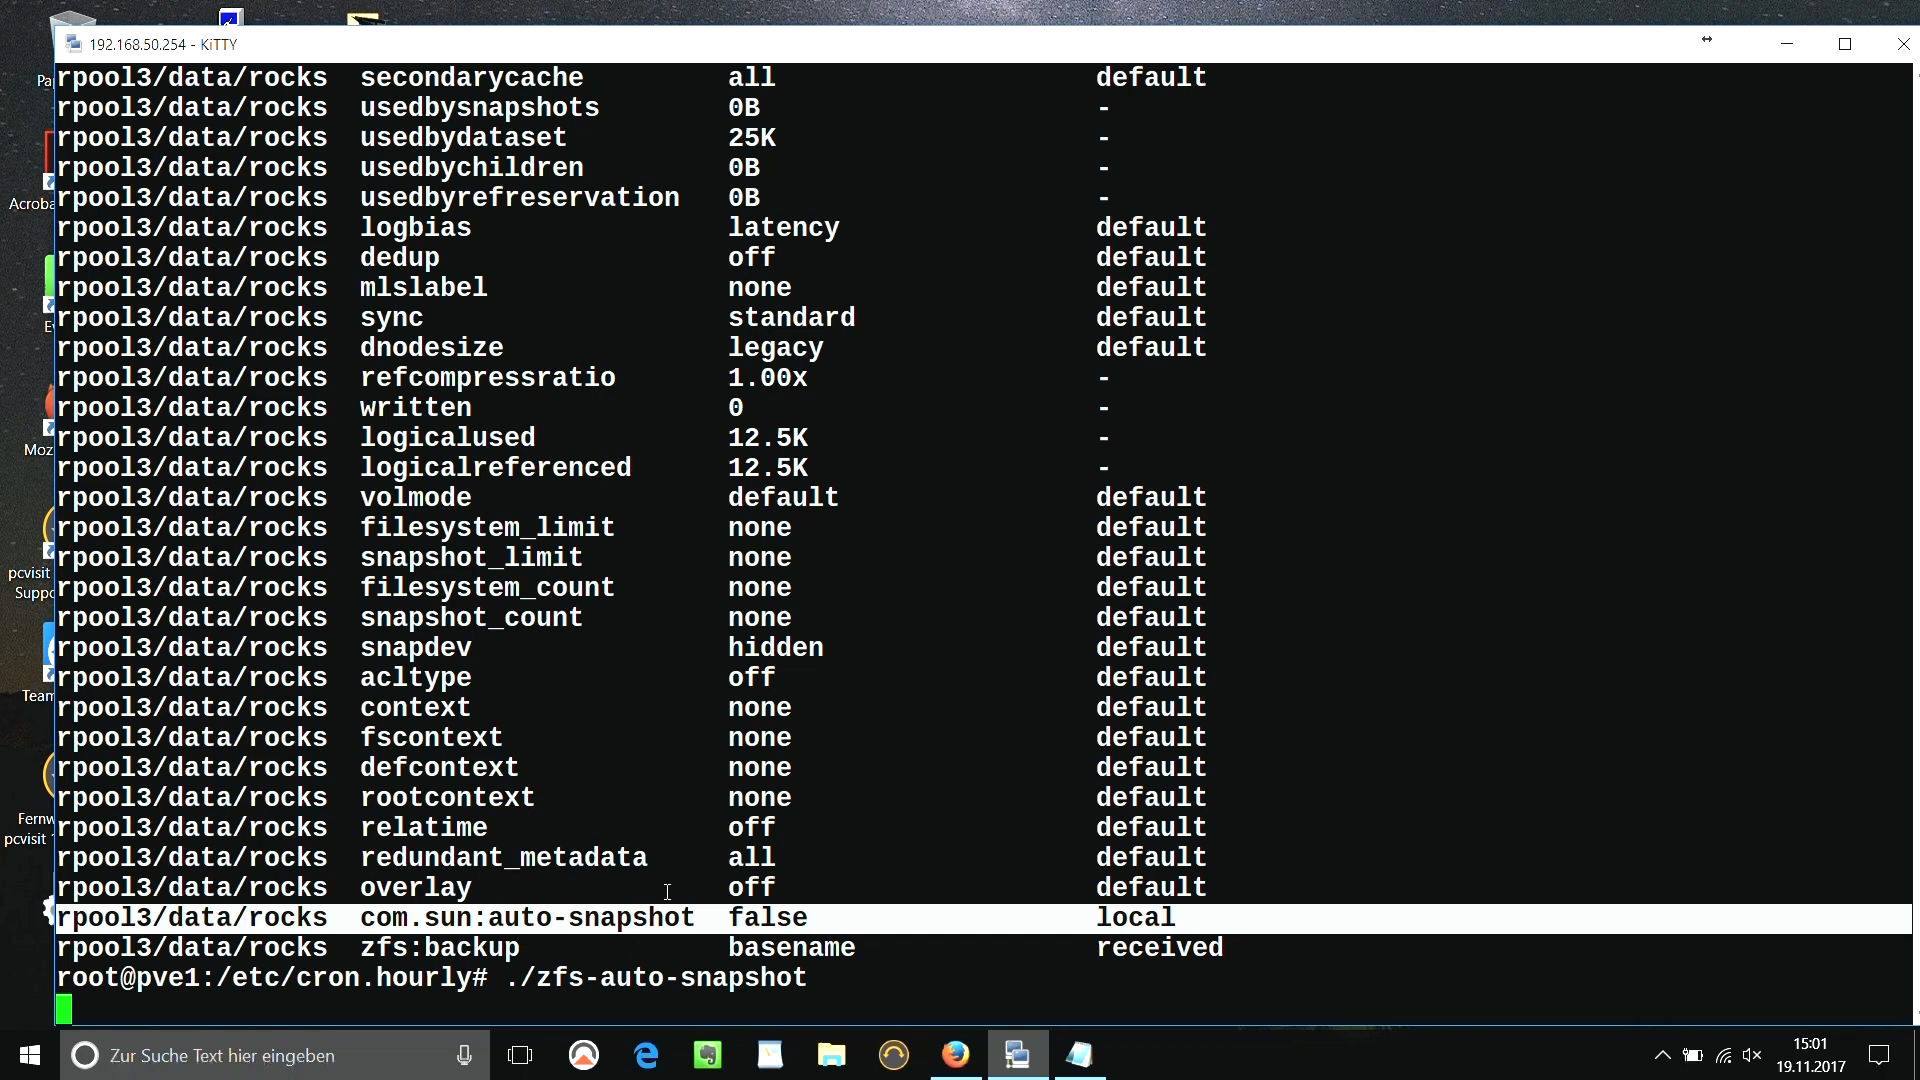 192.168.50.254 - KiTTY
rpool3/data/rocks secondarycache all default
rpool3/data/rocks usedbysnapshots 0B -
rpool3/data/rocks usedbydataset 25K -
rpool3/data/rocks usedbychildren 0B -
rpool3/data/rocks usedbyrefreservation 0B -
rpool3/data/rocks logbias latency default
rpool3/data/rocks dedup off default
rpool3/data/rocks mlslabel none default
rpool3/data/rocks sync standard default
rpool3/data/rocks dnodesize legacy default
rpool3/data/rocks refcompressratio 1.00x -
rpool3/data/rocks written 0 -
rpool3/data/rocks logicalused 12.5K -
rpool3/data/rocks logicalreferenced 12.5K -
rpool3/data/rocks volmode default default
rpool3/data/rocks filesystem_limit none default
rpool3/data/rocks snapshot_limit none default
rpool3/data/rocks filesystem_count none default
rpool3/data/rocks snapshot_count none default
rpool3/data/rocks snapdev hidden default
rpool3/data/rocks acltype off default
rpool3/data/rocks context none default
rpool3/data/rocks fscontext none default
rpool3/data/rocks defcontext none default
rpool3/data/rocks rootcontext none default
rpool3/data/rocks relatime off default
rpool3/data/rocks redundant_metadata all default
rpool3/data/rocks overlay off default
rpool3/data/rocks com.sun:auto-snapshot false local
rpool3/data/rocks zfs:backup basename received
root@pve1:/etc/cron.hourly# ./zfs-auto-snapshot
Pa
Acroba
E
Moz
pcvisit
Suppo
Team
Fernw
pcvisit
Zur Suche Text hier eingeben
15:01
19.11.2017